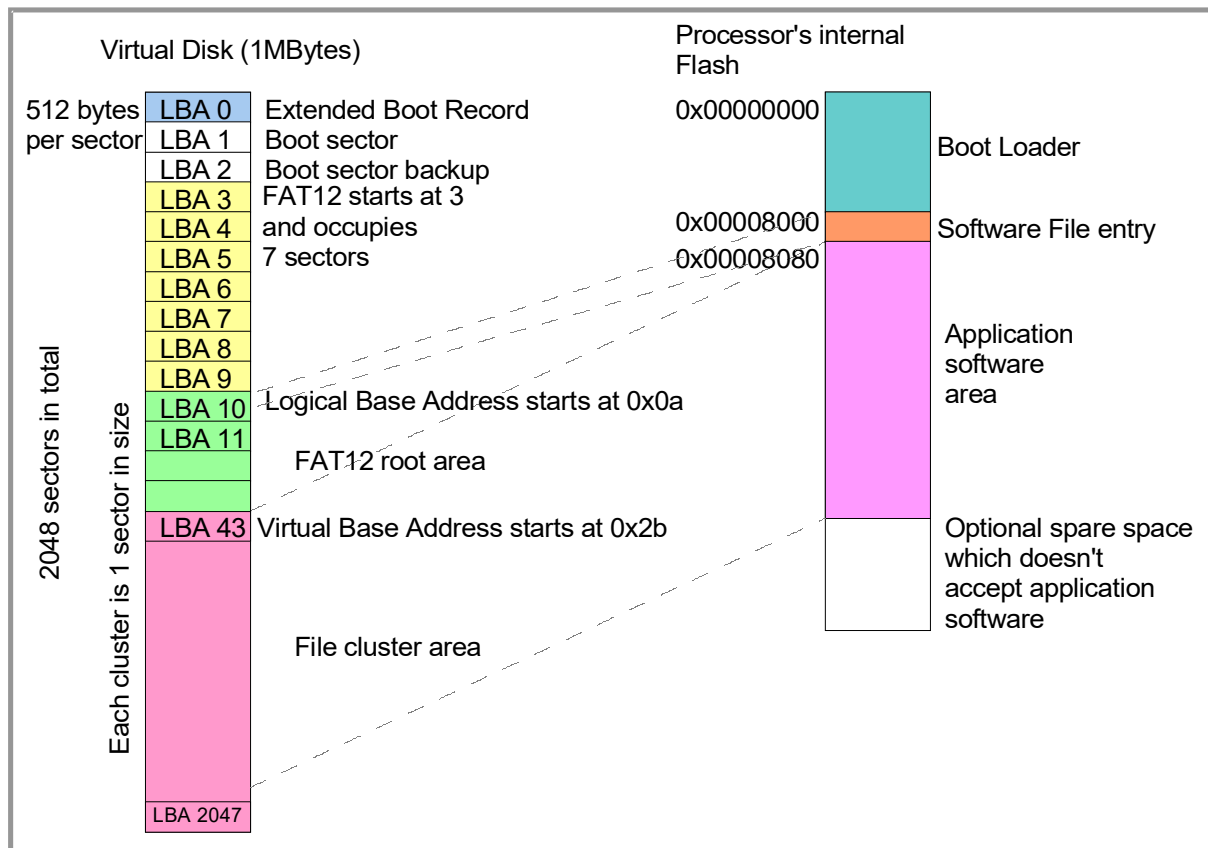 Virtual Disk (1MBytes)
512 bytes
per sector
LBA 0
Extended Boot Record
LBA 1
Boot sector
LBA 2
Boot sector backup
LBA 3
FAT12 starts at 3
LBA 4
and occupies
LBA 5
7 sectors
LBA 6
LBA 7
LBA 8
LBA 9
LBA 10
Logical Base Address starts at 0x0a
LBA 11
FAT12 root area
LBA 43
Virtual Base Address starts at 0x2b
File cluster area
LBA 2047
2048 sectors in total
Each cluster is 1 sector in size
Processor's internal
Flash
0x00000000
Boot Loader
0x00008000
Software File entry
0x00008080
Application
software
area
Optional spare space
which doesn't
accept application
software